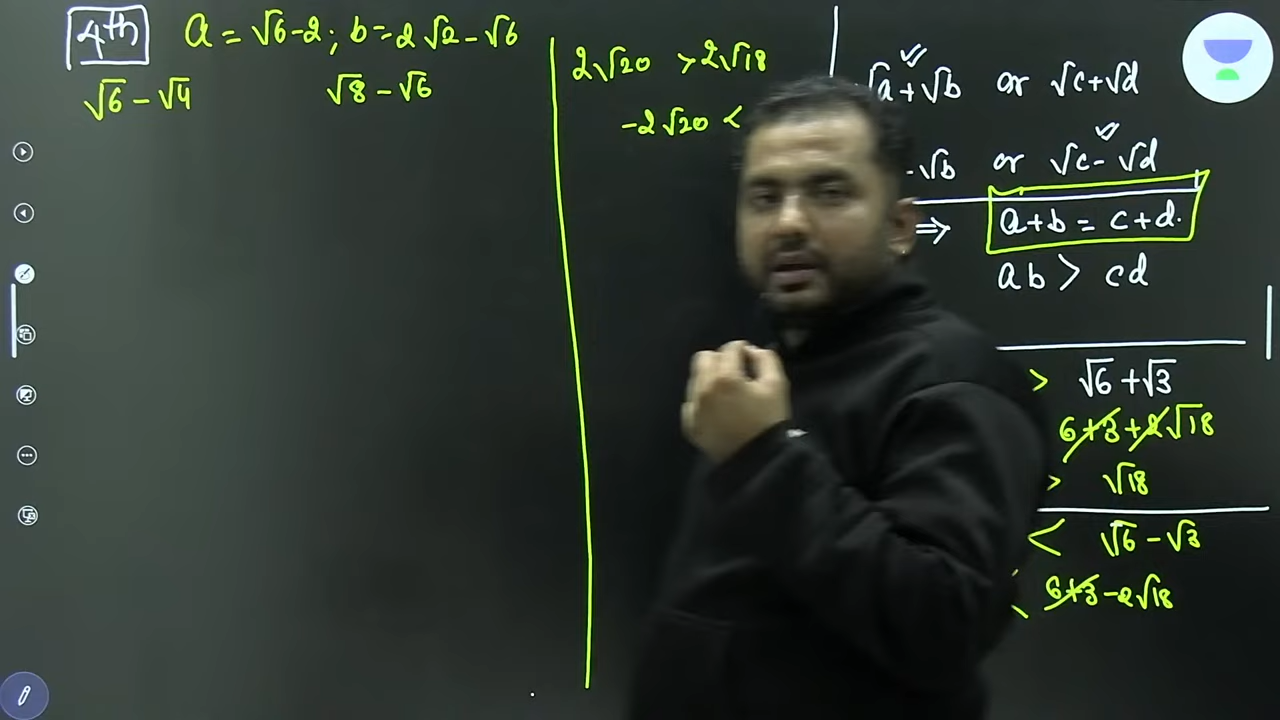 4th a = √6-2; b = 2√2 - √6
√6 - √4 √8 - √6
2√20 > 2√18
-2√20 <
√a + √b or √c + √d
-√b or √c - √d
⇒ a+b = c+d.
ab > cd
> √6 + √3
6+3+2√18
> √18
< √6 - √3
6+3-2√18